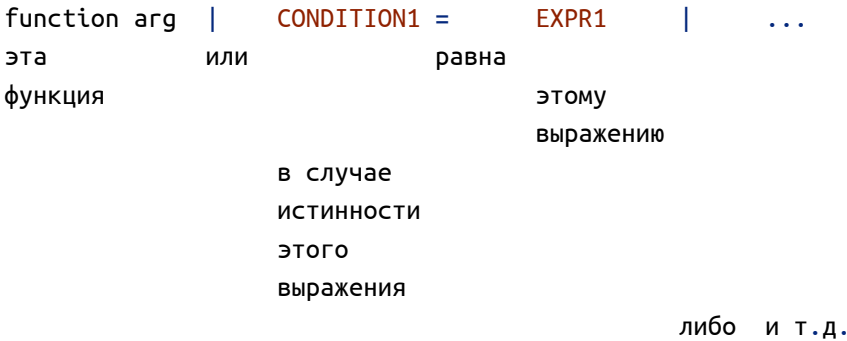 function arg | CONDITION1 = EXPR1 | ...
эта или равна
функция этому
выражению
в случае
истинности
этого
выражения
либо и т.д.